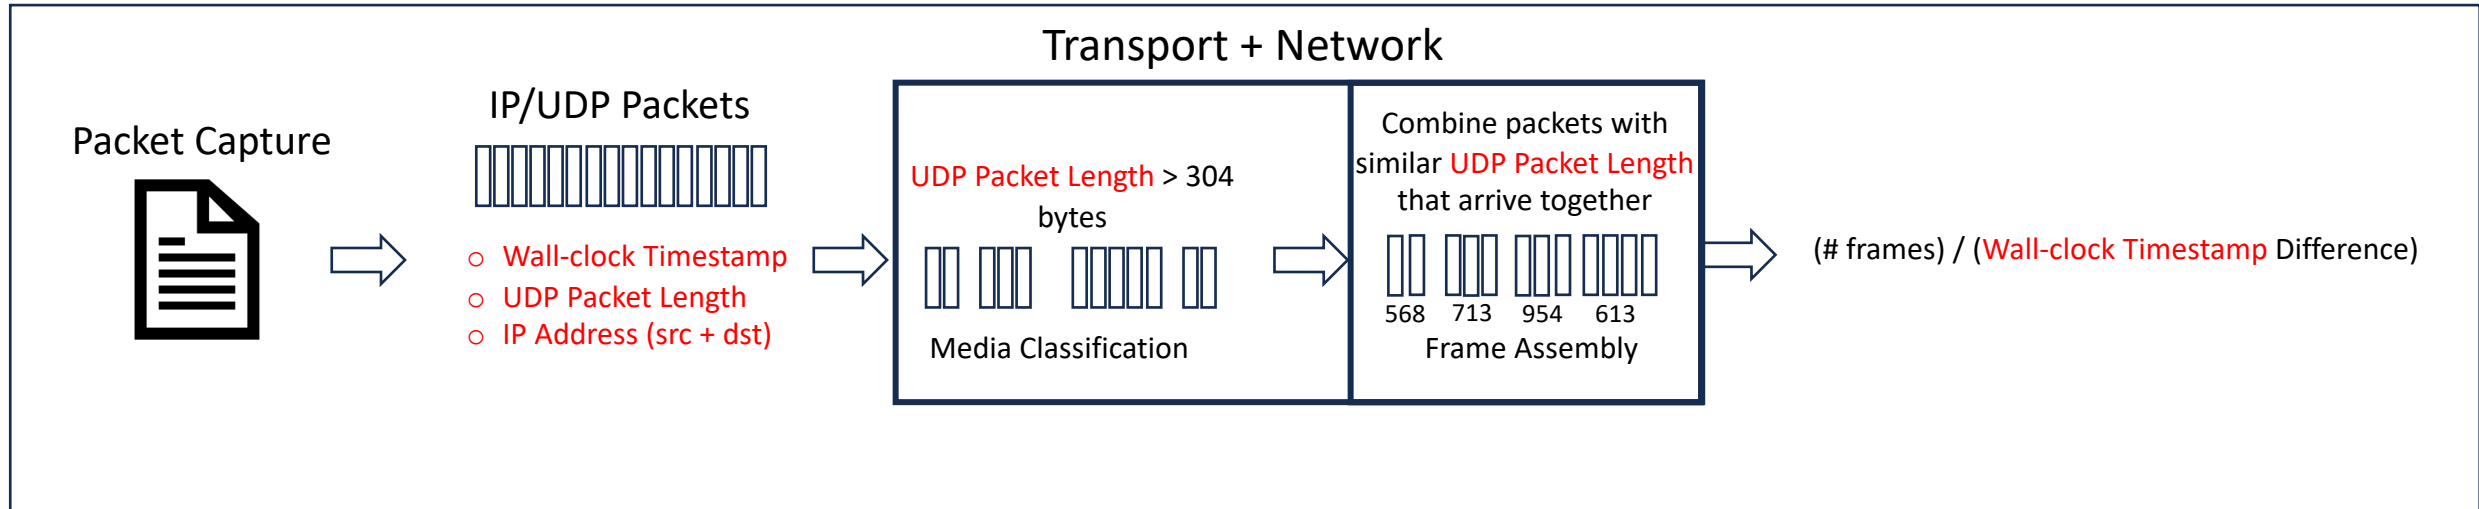 Transport + Network
Packet Capture
IP/UDP Packets
o Wall-clock Timestamp
o UDP Packet Length
o IP Address (src + dst)
UDP Packet Length > 304
bytes
Media Classification
Combine packets with
similar UDP Packet Length
that arrive together
568 713 954 613
Frame Assembly
(# frames) / (Wall-clock Timestamp Difference)